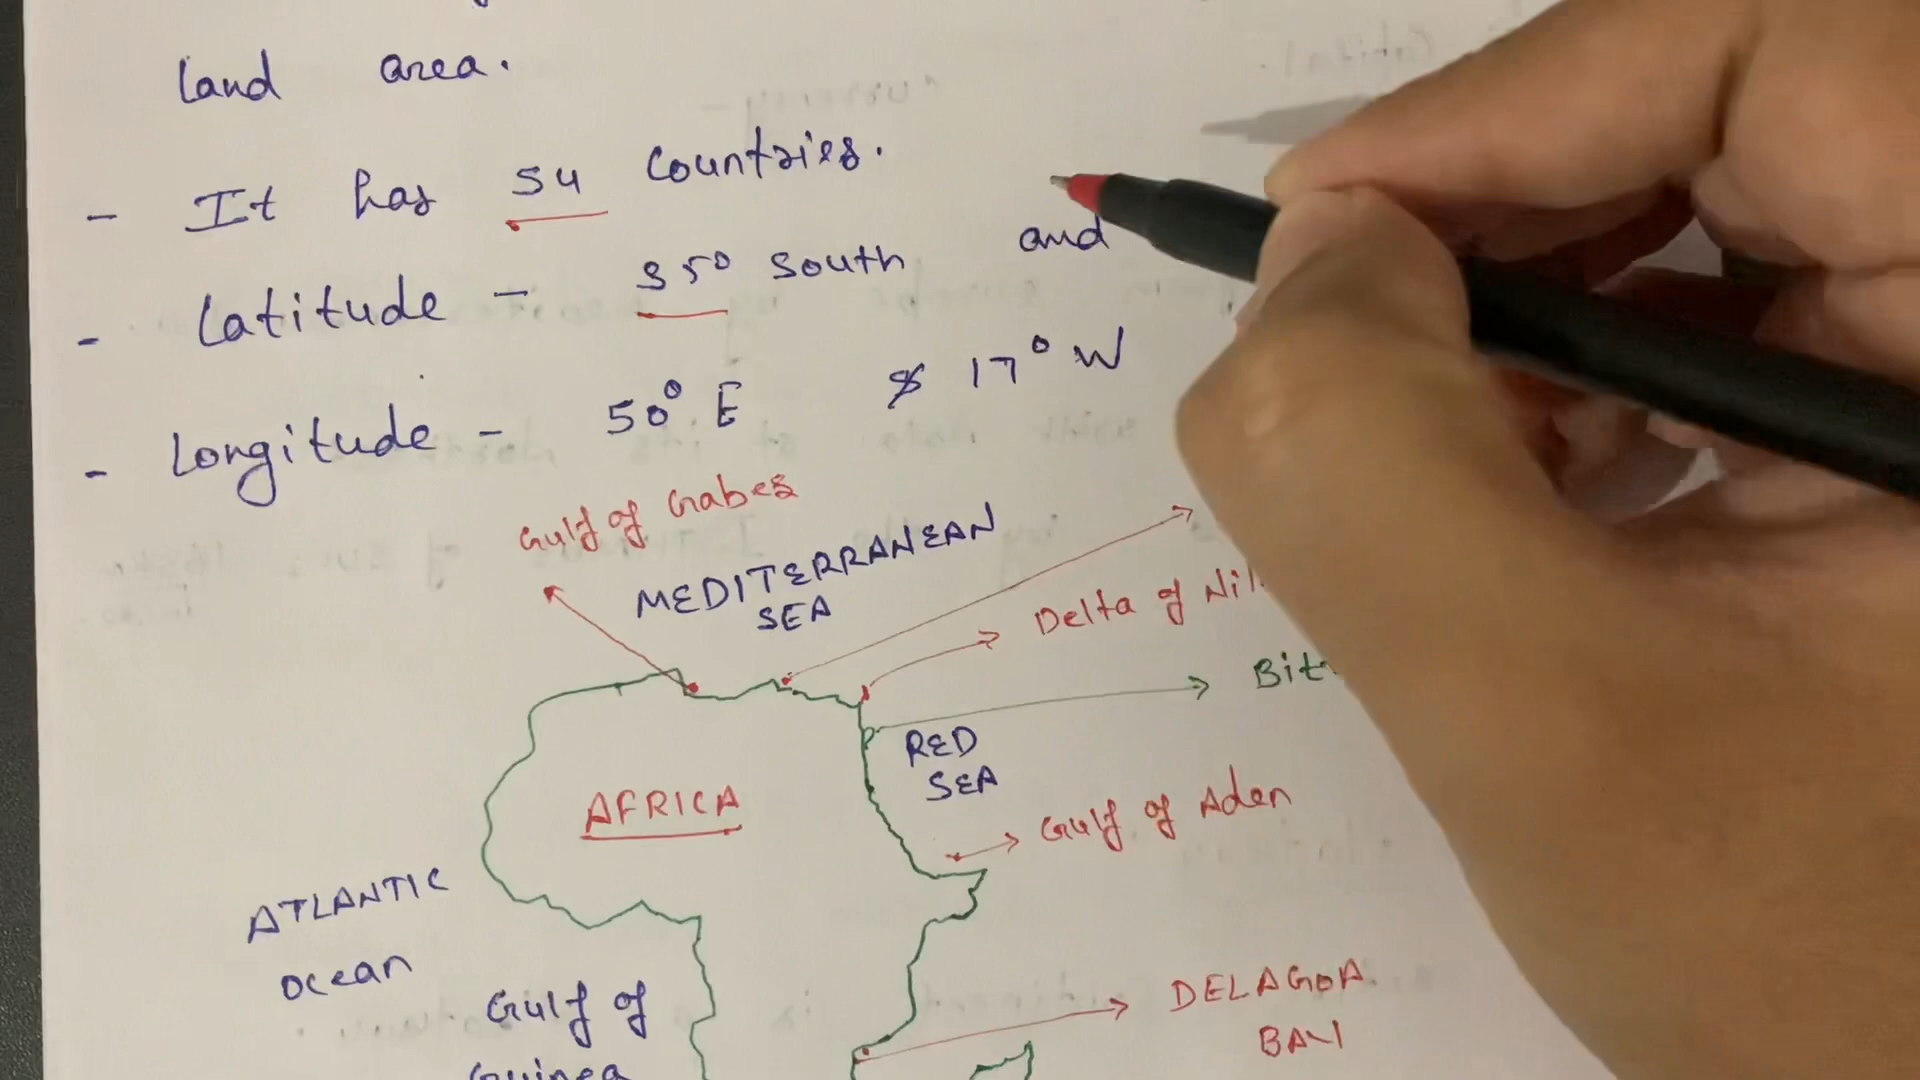 land area.
- It has 54 countries.
- Latitude - 35° South and
- Longitude - 50° E & 17° W
Gulf of Gabes
MEDITERRANEAN
SEA
Delta of
RED
SEA
AFRICA
Gulf of Aden
ATLANTIC
Ocean
Gulf of
Guinea
DELAGOA
BAY